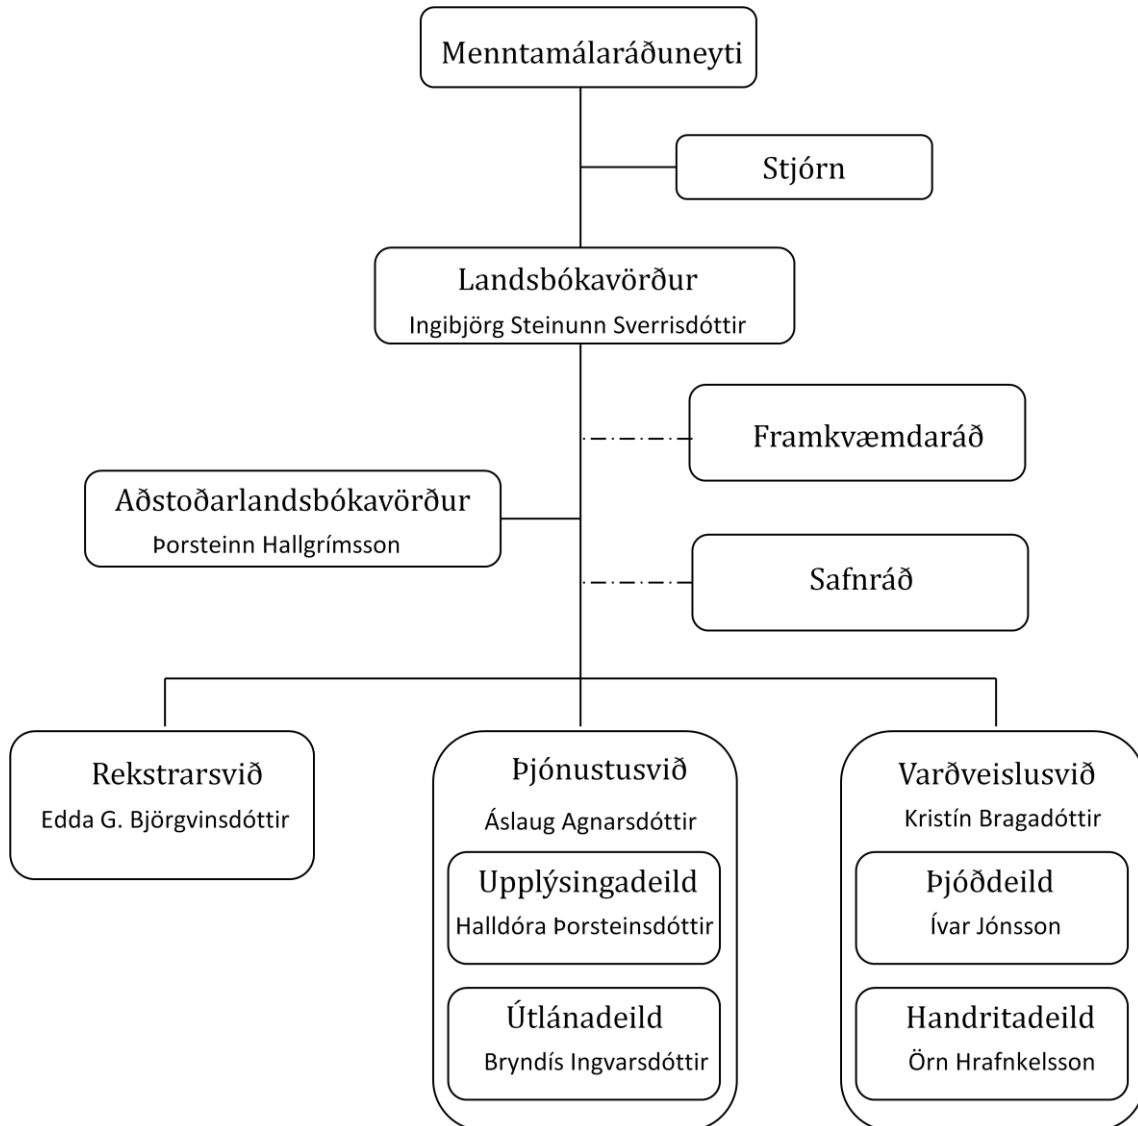 Menntamálaráðuneyti
Stjórn
Landsbókavörður
Ingibjörg Steinunn Sverrisdóttir
Framkvæmdaráð
Aðstoðarlandsbókavörður
Þorsteinn Hallgrímsson
Safnráð
Rekstrarsvið
Edda G. Björgvinsdóttir
Þjónustusvið
Áslaug Agnarsdóttir
Upplýsingadeild
Halldóra Þorsteinsdóttir
Útlánadeild
Bryndís Ingvarsdóttir
Varðveislusvið
Kristín Bragadóttir
Þjóðdeild
Ívar Jónsson
Handritadeild
Örn Hrafnkelsson